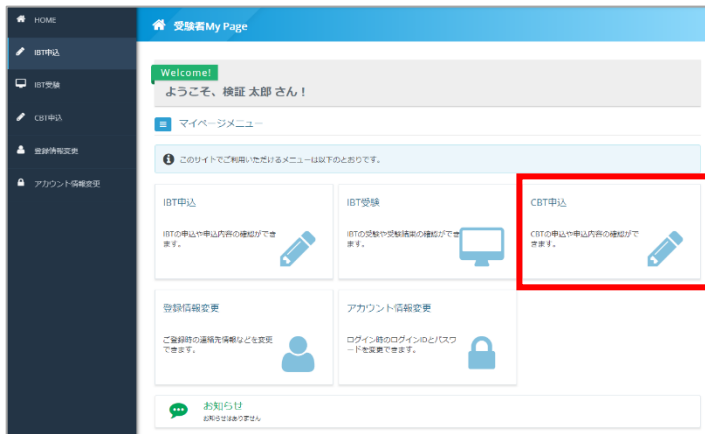 HOME
IBT申込
IBT受験
CBT申込
登録情報変更
アカウント情報変更
受験者My Page
Welcome!
ようこそ、検証 太郎 さん！
マイページメニュー
このサイトでご利用いただけるメニューは以下のとおりです。
IBT申込
IBTの申込や申込内容の確認ができ
ます。
IBT受験
IBTの受験や受験結果の確認ができ
ます。
CBT申込
CBTの申込や申込内容の確認がで
きます。
登録情報変更
ご登録時の連絡先情報などを変更
できます。
アカウント情報変更
ログイン時のログインIDとパスワ
ードを変更できます。
お知らせ
お知らせはありません